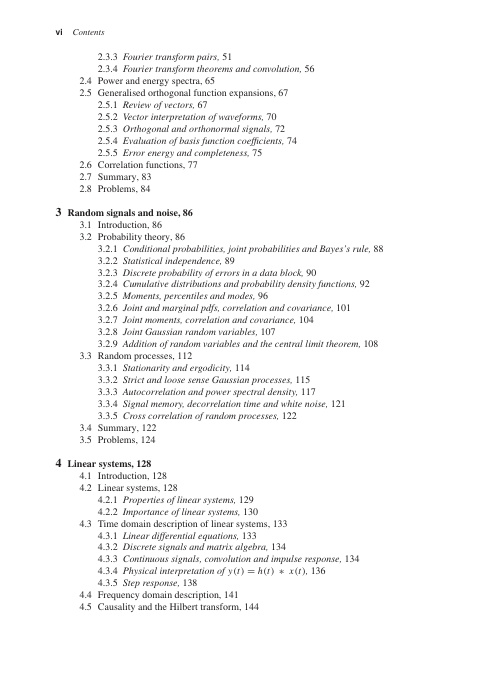 vi Contents
2.3.3 Fourier transform pairs, 51
2.3.4 Fourier transform theorems and convolution, 56
2.4 Power and energy spectra, 65
2.5 Generalised orthogonal function expansions, 67
2.5.1 Review of vectors, 67
2.5.2 Vector interpretation of waveforms, 70
2.5.3 Orthogonal and orthonormal signals, 72
2.5.4 Evaluation of basis function coefficients, 74
2.5.5 Error energy and completeness, 75
2.6 Correlation functions, 77
2.7 Summary, 83
2.8 Problems, 84
3 Random signals and noise, 86
3.1 Introduction, 86
3.2 Probability theory, 86
3.2.1 Conditional probabilities, joint probabilities and Bayes's rule, 88
3.2.2 Statistical independence, 89
3.2.3 Discrete probability of errors in a data block, 90
3.2.4 Cumulative distributions and probability density functions, 92
3.2.5 Moments, percentiles and modes, 96
3.2.6 Joint and marginal pdfs, correlation and covariance, 101
3.2.7 Joint moments, correlation and covariance, 104
3.2.8 Joint Gaussian random variables, 107
3.2.9 Addition of random variables and the central limit theorem, 108
3.3 Random processes, 112
3.3.1 Stationarity and ergodicity, 114
3.3.2 Strict and loose sense Gaussian processes, 115
3.3.3 Autocorrelation and power spectral density, 117
3.3.4 Signal memory, decorrelation time and white noise, 121
3.3.5 Cross correlation of random processes, 122
3.4 Summary, 122
3.5 Problems, 124
4 Linear systems, 128
4.1 Introduction, 128
4.2 Linear systems, 128
4.2.1 Properties of linear systems, 129
4.2.2 Importance of linear systems, 130
4.3 Time domain description of linear systems, 133
4.3.1 Linear differential equations, 133
4.3.2 Discrete signals and matrix algebra, 134
4.3.3 Continuous signals, convolution and impulse response, 134
4.3.4 Physical interpretation of y(t) = h(t) * x(t), 136
4.3.5 Step response, 138
4.4 Frequency domain description, 141
4.5 Causality and the Hilbert transform, 144